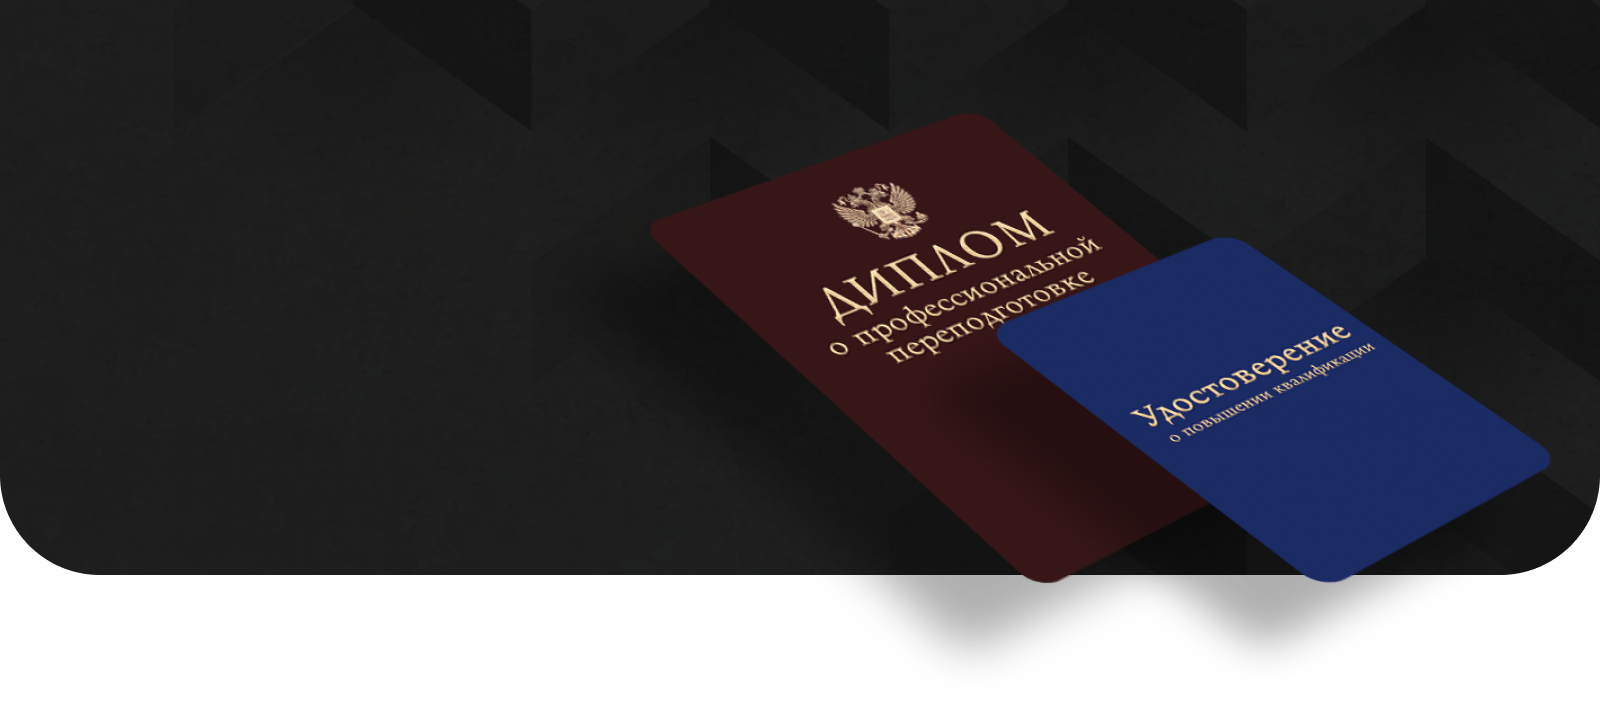 ДИПЛОМ
о профессиональной
переподготовке
Удостоверение
о повышении квалификации